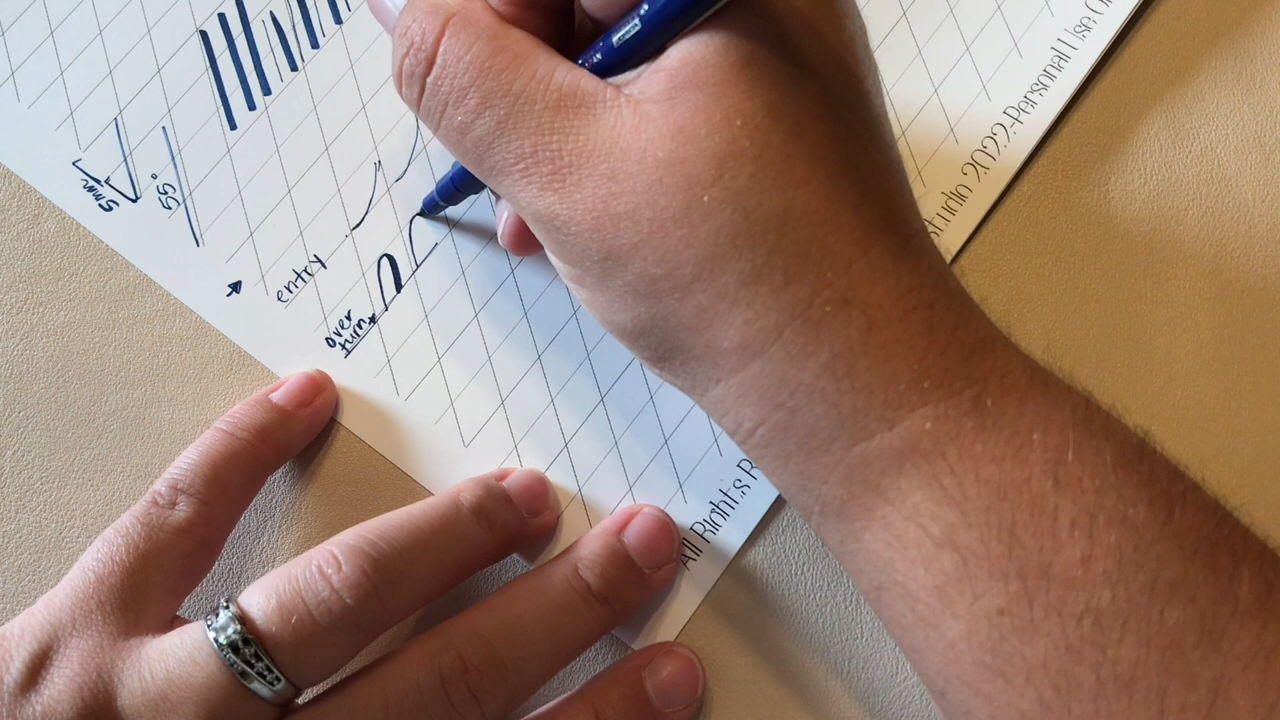 5mm
55°
entry
over
turn
All Rights R
Studio 2022-Personal Use O